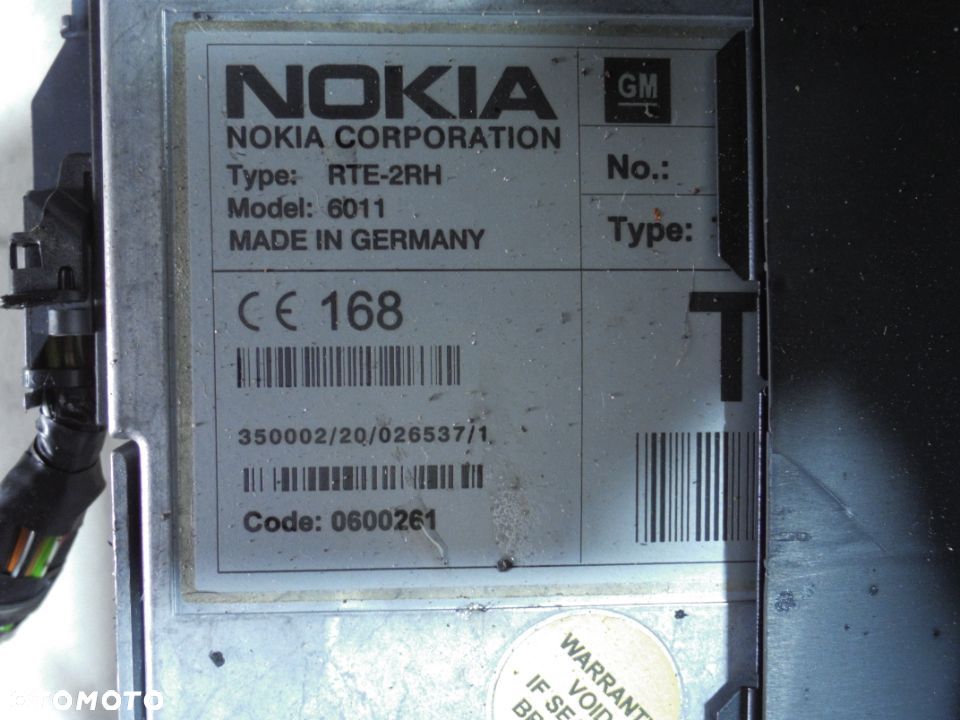 NOKIA
NOKIA CORPORATION
Type: RTE-2RH
Model: 6011
MADE IN GERMANY
GM
No.:
Type:
CE 168
T
350002/20/026537/1
Code: 0600261
WARRANT
VOID
IF SE
OTOMOTO